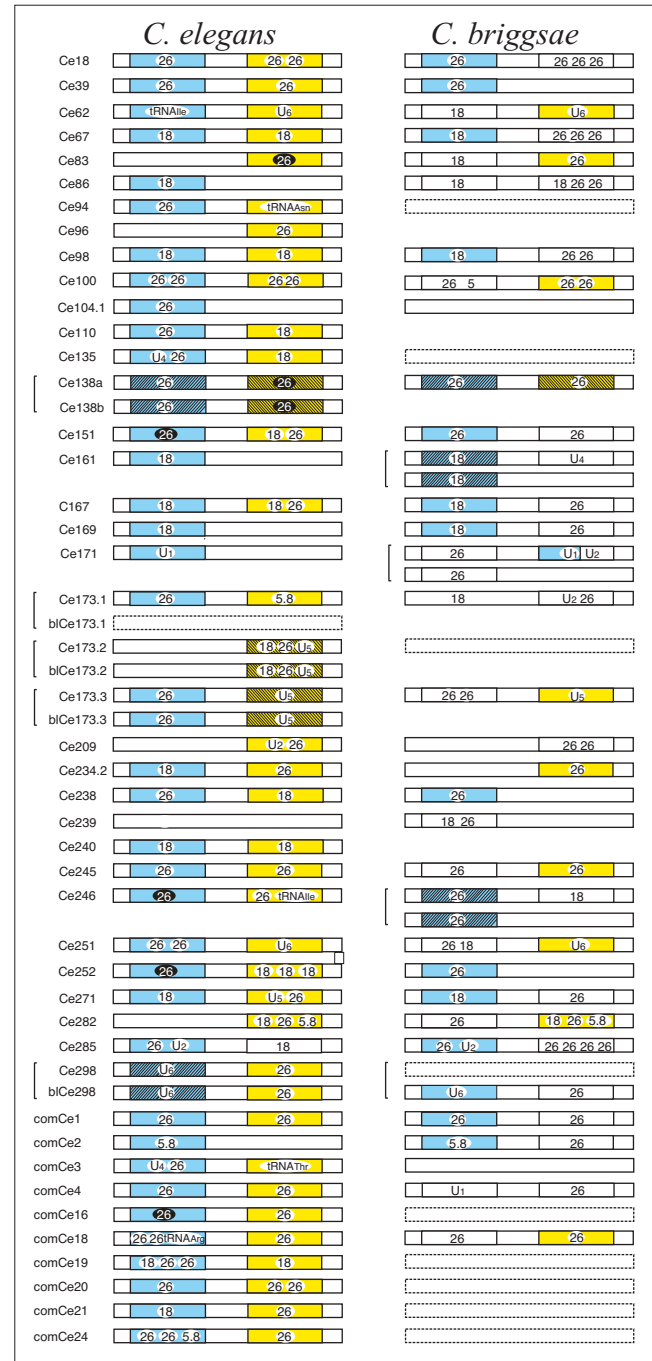 C. elegans C. briggsae
Ce18 26 26 26 26 26 26 26
Ce39 26 26 26
Ce62 tRNAIle U6 18 U6
Ce67 18 18 18 26 26 26
Ce83 26 18 26
Ce86 18 18 18 26 26
Ce94 26 tRNAAsn
Ce96 26
Ce98 18 18 18 26 26
Ce100 26 26 26 26 26 5 26 26
Ce104.1 26
Ce110 26 18
Ce135 U4 26 18
Ce138a 26 26 26 26
Ce138b 26 26
Ce151 26 18 26 26 26
Ce161 18 18 U4
18
C167 18 18 26 18 26
Ce169 18 18 26
Ce171 U1 26 U1 U2
26
Ce173.1 26 5.8 18 U2 26
blCe173.1
Ce173.2 18 26 U5
blCe173.2 18 26 U5
Ce173.3 26 U5 26 26 U5
blCe173.3 26 U5
Ce209 U2 26 26 26
Ce234.2 18 26 26
Ce238 26 18 26
Ce239 18 26
Ce240 18 18
Ce245 26 26 26 26
Ce246 26 26 tRNAIle 26 18
26
Ce251 26 26 U6 26 18 U6
Ce252 26 18 18 18 26
Ce271 18 U5 26 18 26
Ce282 18 26 5.8 26 18 26 5.8
Ce285 26 U2 18 26 U2 26 26 26 26
Ce298 U6 26
blCe298 U6 26 U6 26
comCe1 26 26 26 26
comCe2 5.8 5.8 26
comCe3 U4 26 tRNAThr
comCe4 26 26 U1 26
comCe16 26 26
comCe18 26 26 tRNAArg 26 26 26
comCe19 18 26 26 18
comCe20 26 26 26
comCe21 18 26
comCe24 26 26 5.8 26